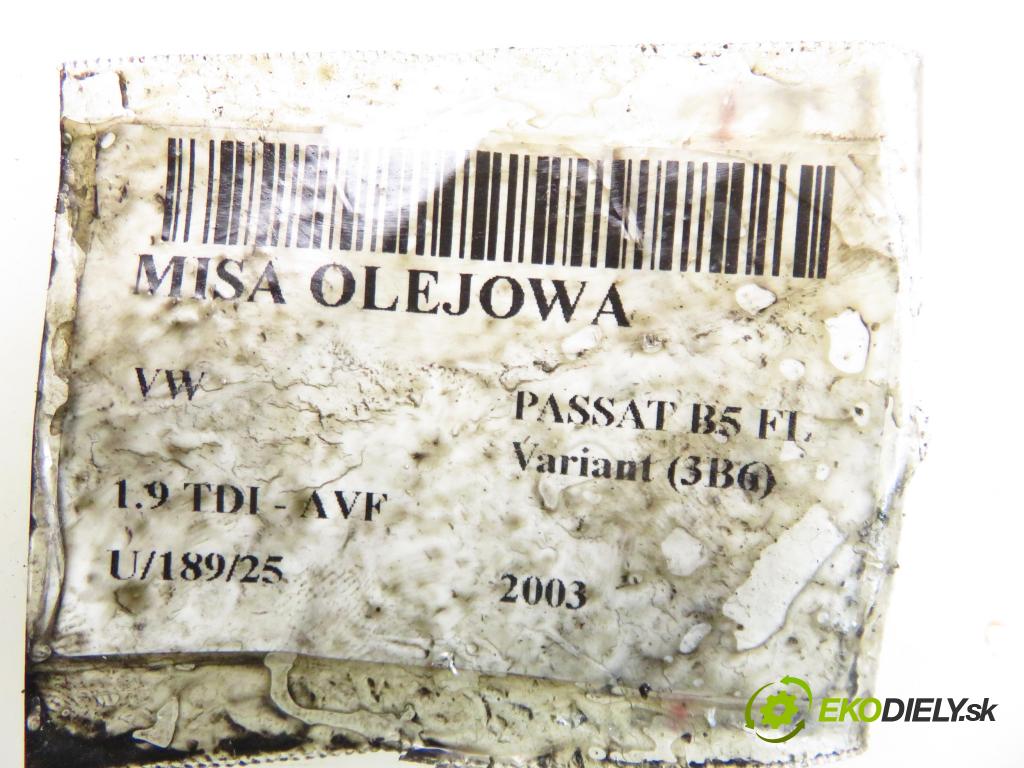 MISA OLEJOWA
VW
PASSAT B5 FL
Variant (3B6)
1.9 TDI - AVF
U/189/25
2003
EKODIELY.sk